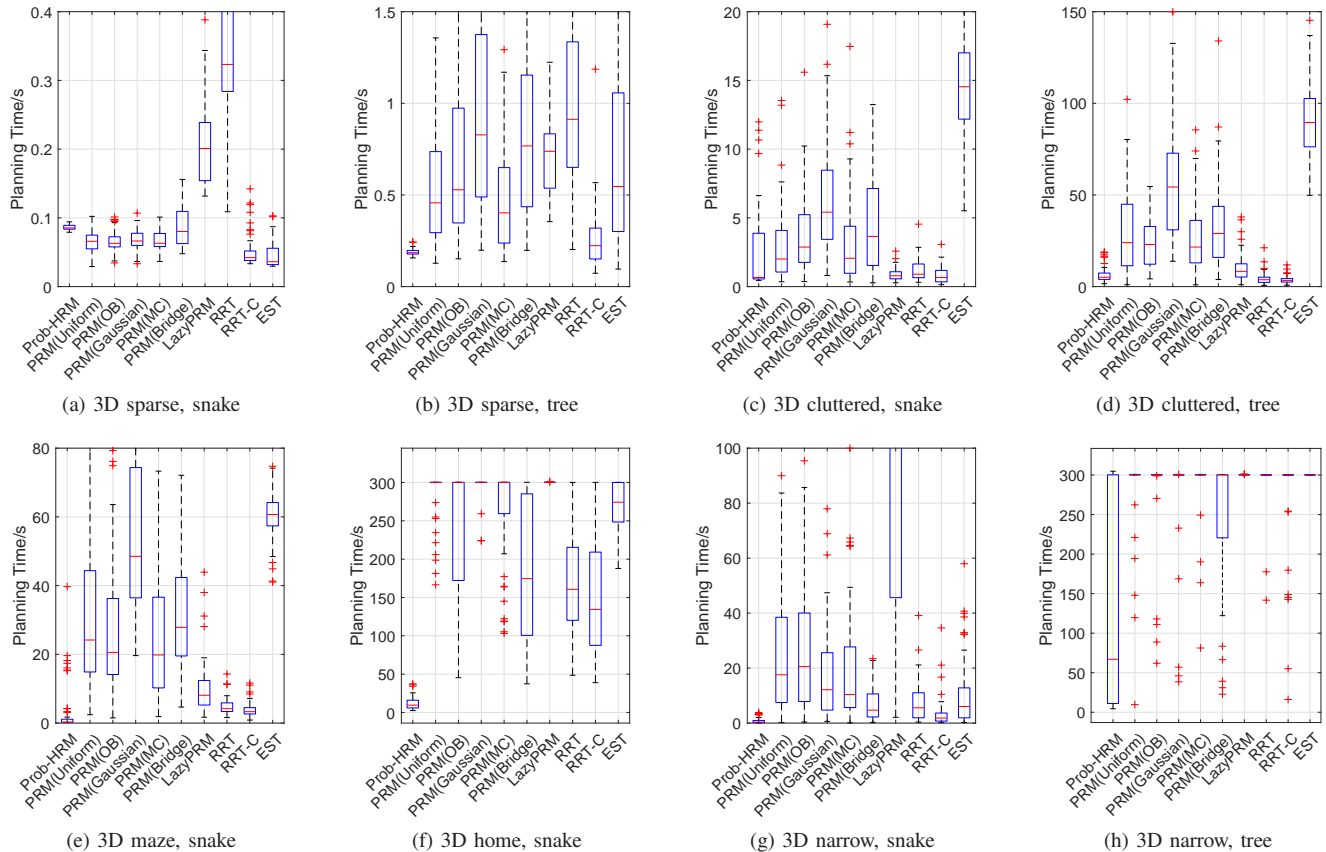 0.4
0.3
0.2
0.1
0
Planning Time/s
Prob-HRM
PRM(Uniform)
PRM(OB)
PRM(Gaussian)
PRM(MC)
PRM(Bridge)
LazyPRM
RRT
RRT-C
EST
(a) 3D sparse, snake
1.5
1
0.5
0
Planning Time/s
Prob-HRM
PRM(Uniform)
PRM(OB)
PRM(Gaussian)
PRM(MC)
PRM(Bridge)
LazyPRM
RRT
RRT-C
EST
(b) 3D sparse, tree
20
15
10
5
0
Planning Time/s
Prob-HRM
PRM(Uniform)
PRM(OB)
PRM(Gaussian)
PRM(MC)
PRM(Bridge)
LazyPRM
RRT
RRT-C
EST
(c) 3D cluttered, snake
150
100
50
0
Planning Time/s
Prob-HRM
PRM(Uniform)
PRM(OB)
PRM(Gaussian)
PRM(MC)
PRM(Bridge)
LazyPRM
RRT
RRT-C
EST
(d) 3D cluttered, tree
80
60
40
20
0
Planning Time/s
Prob-HRM
PRM(Uniform)
PRM(OB)
PRM(Gaussian)
PRM(MC)
PRM(Bridge)
LazyPRM
RRT
RRT-C
EST
(e) 3D maze, snake
300
250
200
150
300
50
0
Planning Time/s
Prob-HRM
PRM(Uniform)
PRM(OB)
PRM(Gaussian)
PRM(MC)
PRM(Bridge)
LazyPRM
RRT
RRT-C
EST
(f) 3D home, snake
100
80
60
40
20
0
Planning Time/s
Prob-HRM
PRM(Uniform)
PRM(OB)
PRM(Gaussian)
PRM(MC)
PRM(Bridge)
LazyPRM
RRT
RRT-C
EST
(g) 3D narrow, snake
300
250
200
150
300
50
0
Planning Time/s
Prob-HRM
PRM(Uniform)
PRM(OB)
PRM(Gaussian)
PRM(MC)
PRM(Bridge)
LazyPRM
RRT
RRT-C
EST
(h) 3D narrow, tree